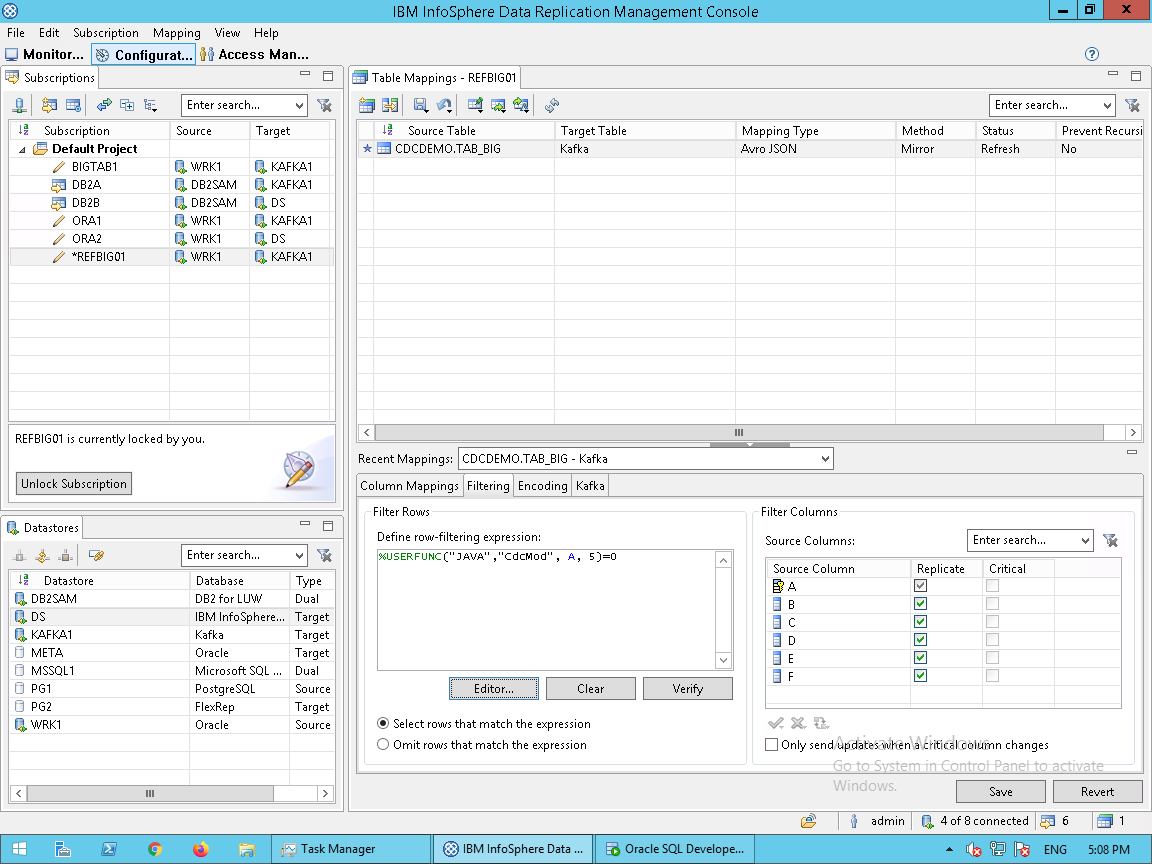 IBM InfoSphere Data Replication Management Console
File Edit Subscription Mapping View Help
Monitor... Configurat... Access Man...
Subscriptions
Enter search...
Subscription Source Target
Default Project
BIGTAB1 WRK1 KAFKA1
DB2A DB2SAM KAFKA1
DB2B DB2SAM DS
ORA1 WRK1 KAFKA1
ORA2 WRK1 DS
*REFBIG01 WRK1 KAFKA1
REFBIG01 is currently locked by you.
Unlock Subscription
Datastores
Enter search...
Datastore Database Type
DB2SAM DB2 for LUW Dual
DS IBM InfoSphere... Target
KAFKA1 Kafka Target
META Oracle Target
MSSQL1 Microsoft SQL ... Dual
PG1 PostgreSQL Source
PG2 FlexRep Target
WRK1 Oracle Source
Table Mappings - REFBIG01
Enter search...
Source Table Target Table Mapping Type Method Status Prevent Recursi
CDCDEMO.TAB_BIG Kafka Avro JSON Mirror Refresh No
Recent Mappings: CDCDEMO.TAB_BIG - Kafka
Column Mappings Filtering Encoding Kafka
Filter Rows
Define row-filtering expression:
%USERFUNC("JAVA","CdcMod", A, 5)=0
Editor... Clear Verify
Select rows that match the expression
Omit rows that match the expression
Filter Columns
Source Columns: Enter search...
Source Column Replicate Critical
A
B
C
D
E
F
Only send updates when a critical column changes
Activate Windows
Go to System in Control Panel to activate
Windows.
Save Revert
admin 4 of 8 connected 6 1
Task Manager IBM InfoSphere Data ... Oracle SQL Develope... ENG 5:08 PM